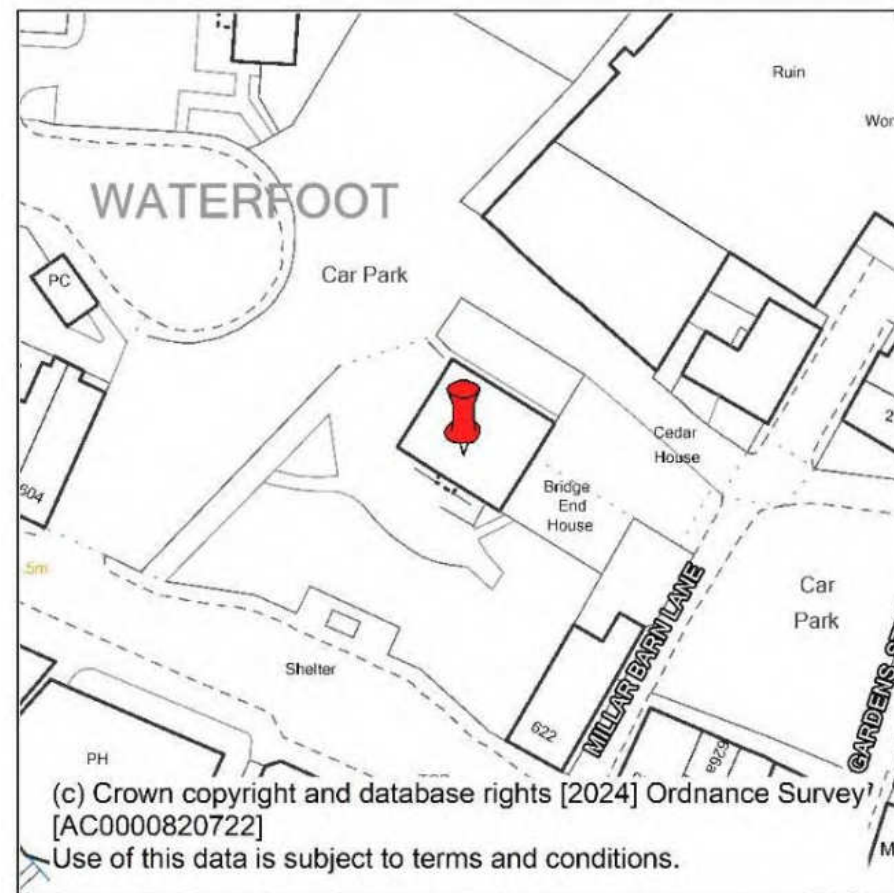 Ruin
WATERFOOT
PC
Car Park
Cedar
House
604
Bridge
End
House
.5m
Car
Park
MILLAR BARN LANE
Shelter
622
626a
PH
(c) Crown copyright and database rights [2024] Ordnance Survey
[AC0000820722]
Use of this data is subject to terms and conditions.